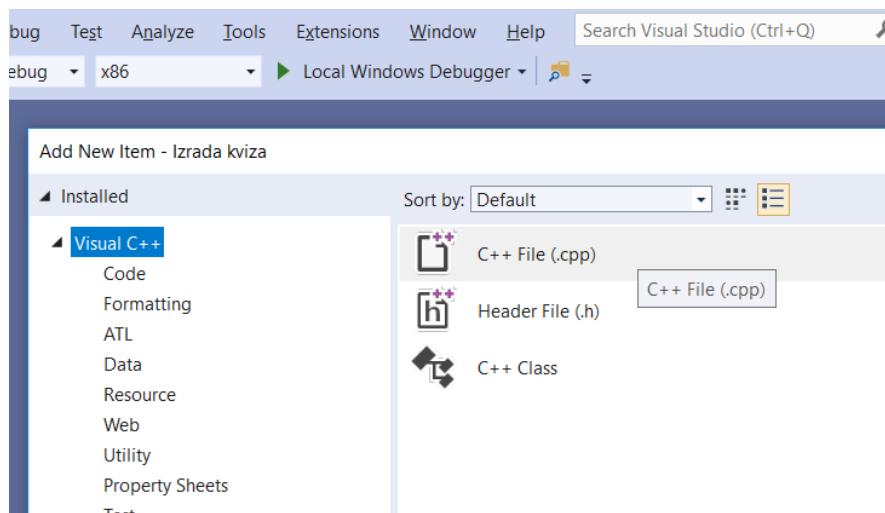 bug Test Analyze Tools Extensions Window Help Search Visual Studio (Ctrl+Q)
ebug x86 Local Windows Debugger
Add New Item - Izrada kviza
Installed
Sort by: Default
Visual C++
Code
Formatting
ATL
Data
Resource
Web
Utility
Property Sheets
C++ File (.cpp)
C++ File (.cpp)
Header File (.h)
C++ Class